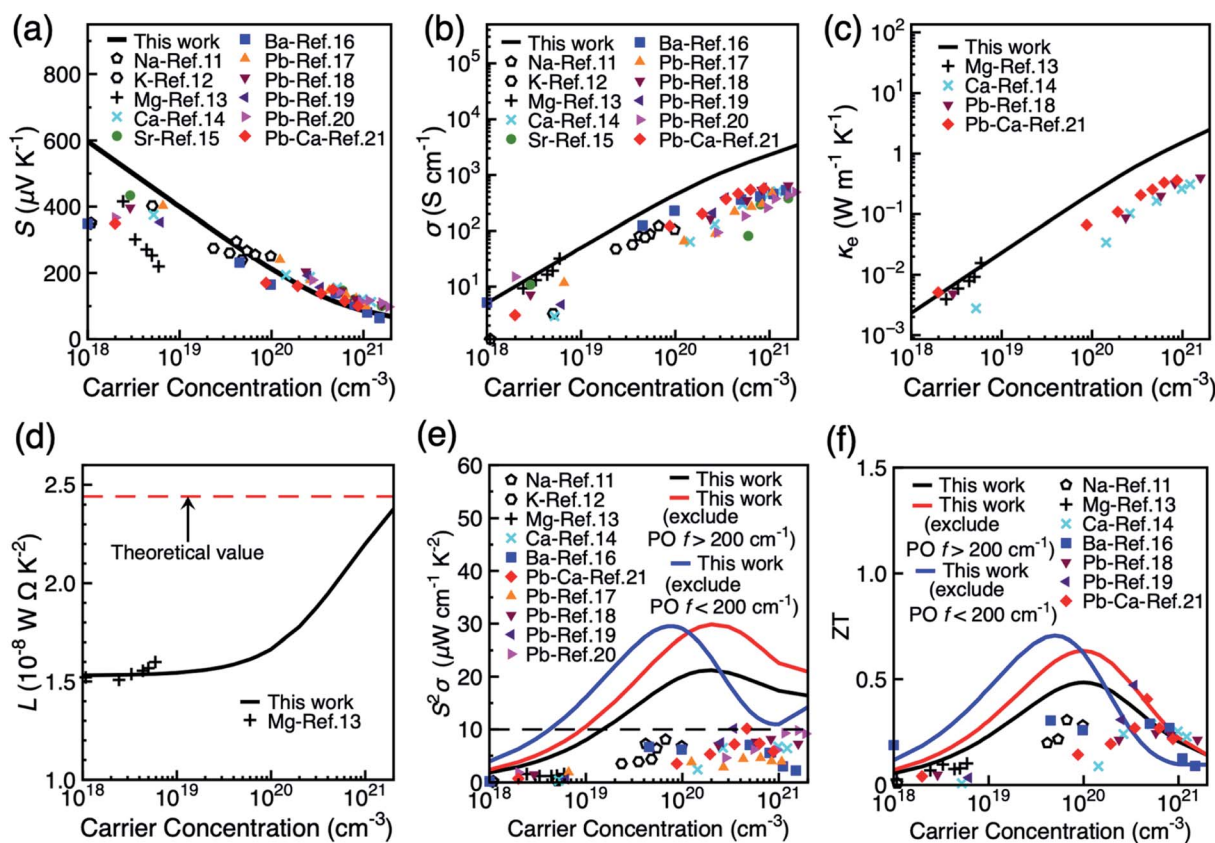 (a)
This work
Na-Ref.11
K-Ref.12
Mg-Ref.13
Ca-Ref.14
Sr-Ref.15
Ba-Ref.16
Pb-Ref.17
Pb-Ref.18
Pb-Ref.19
Pb-Ref.20
Pb-Ca-Ref.21
S (μV K⁻¹)
800
600
400
200
0
10¹⁸ 10¹⁹ 10²⁰ 10²¹
Carrier Concentration (cm⁻³)
(b)
This work
Na-Ref.11
K-Ref.12
Mg-Ref.13
Ca-Ref.14
Sr-Ref.15
Ba-Ref.16
Pb-Ref.17
Pb-Ref.18
Pb-Ref.19
Pb-Ref.20
Pb-Ca-Ref.21
σ (S cm⁻¹)
10⁵
10⁴
10³
10²
10¹
10¹⁸ 10¹⁹ 10²⁰ 10²¹
Carrier Concentration (cm⁻³)
(c)
This work
Mg-Ref.13
Ca-Ref.14
Pb-Ref.18
Pb-Ca-Ref.21
κₑ (W m⁻¹ K⁻¹)
10¹
10⁰
10⁻¹
10⁻²
10⁻³
10¹⁸ 10¹⁹ 10²⁰ 10²¹
Carrier Concentration (cm⁻³)
(d)
Theoretical value
This work
Mg-Ref.13
L (10⁻⁸ W Ω K⁻²)
2.5
2.0
1.5
1.0
10¹⁸ 10¹⁹ 10²⁰ 10²¹
Carrier Concentration (cm⁻³)
(e)
Na-Ref.11
K-Ref.12
Mg-Ref.13
Ca-Ref.14
Ba-Ref.16
Pb-Ca-Ref.21
Pb-Ref.17
Pb-Ref.18
Pb-Ref.19
Pb-Ref.20
This work
This work
(exclude
PO f > 200 cm⁻¹)
This work
(exclude
PO f < 200 cm⁻¹)
S²σ (μW cm⁻¹ K⁻²)
60
50
40
30
20
10
0
10¹⁸ 10¹⁹ 10²⁰ 10²¹
Carrier Concentration (cm⁻³)
(f)
This work
This work
(exclude
PO f > 200 cm⁻¹)
This work
(exclude
PO f < 200 cm⁻¹)
Na-Ref.11
Mg-Ref.13
Ca-Ref.14
Ba-Ref.16
Pb-Ref.18
Pb-Ref.19
Pb-Ca-Ref.21
ZT
1.5
1.0
0.5
0
10¹⁸ 10¹⁹ 10²⁰ 10²¹
Carrier Concentration (cm⁻³)